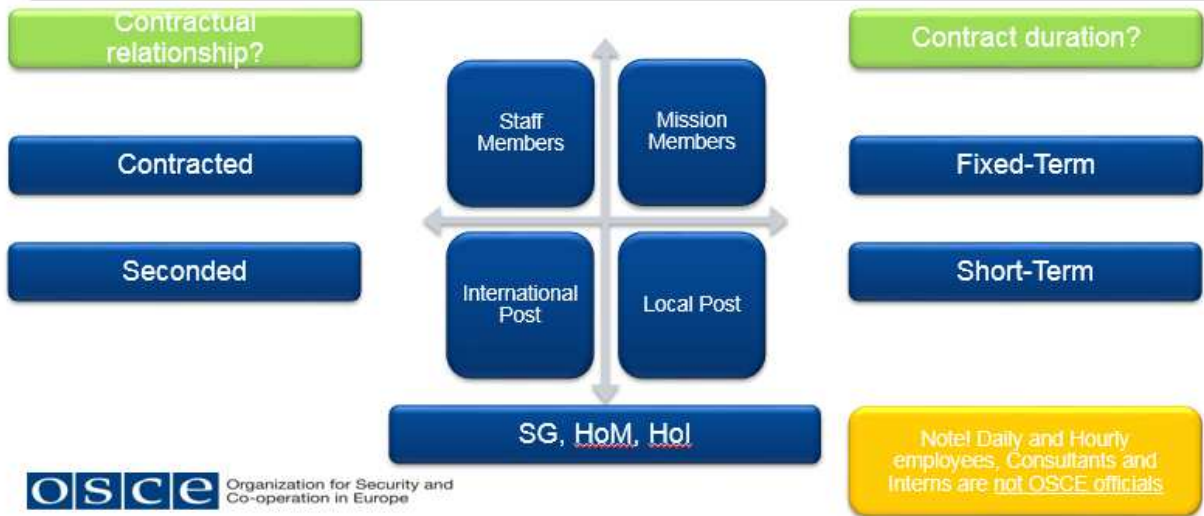 Contractual
relationship?
Contracted
Seconded
Staff
Members
Mission
Members
International
Post
Local Post
SG, HoM, HoI
Contract duration?
Fixed-Term
Short-Term
Note! Daily and Hourly
employees, Consultants and
Interns are not OSCE officials
OSCE
Organization for Security and
Co-operation in Europe